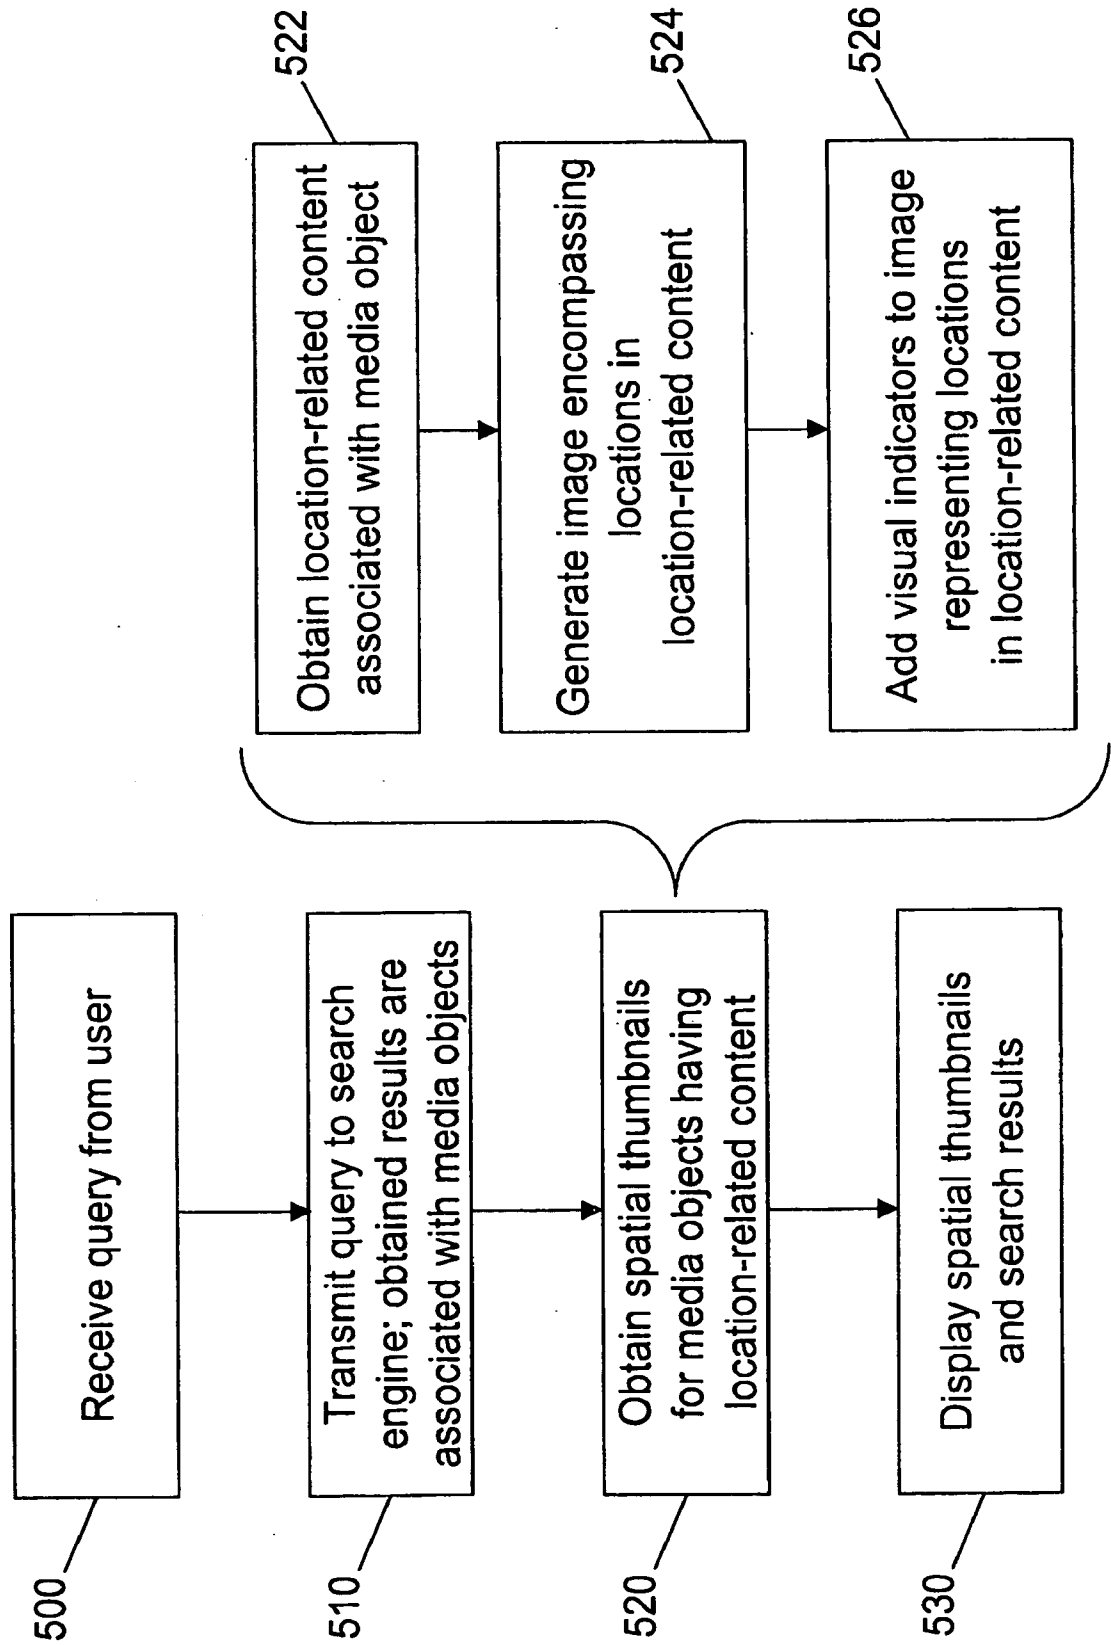 500
Receive query from user
510
Transmit query to search
engine; obtained results are
associated with media objects
520
Obtain spatial thumbnails
for media objects having
location-related content
530
Display spatial thumbnails
and search results
522
Obtain location-related content
associated with media object
524
Generate image encompassing
locations in
location-related content
526
Add visual indicators to image
representing locations
in location-related content